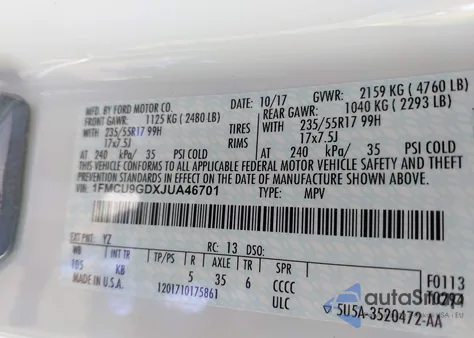 MFD. BY FORD MOTOR CO.
DATE: 10/17 GVWR: 2159 KG ( 4760 LB)
FRONT GAWR: 1125 KG ( 2480 LB) REAR GAWR: 1040 KG ( 2293 LB)
WITH 235/55R17 99H TIRES WITH 235/55R17 99H
17x7.5J RIMS 17x7.5J
AT 240 kPa/ 35 PSI COLD AT 240 kPa/ 35 PSI COLD
THIS VEHICLE CONFORMS TO ALL APPLICABLE FEDERAL MOTOR VEHICLE SAFETY AND THEFT
PREVENTION STANDARDS IN EFFECT ON THE DATE OF MANUFACTURE SHOWN ABOVE.
VIN: 1FMCU9GDXJUA46701 TYPE: MPV
EXT PNT: YZ RC: 13 DSO:
WB INT TR TP/PS R AXLE TR SPR
105 KB 5 35 6 CCCC
1201710175861 ULC
F0113
T0294
5U5A-3520472-AA